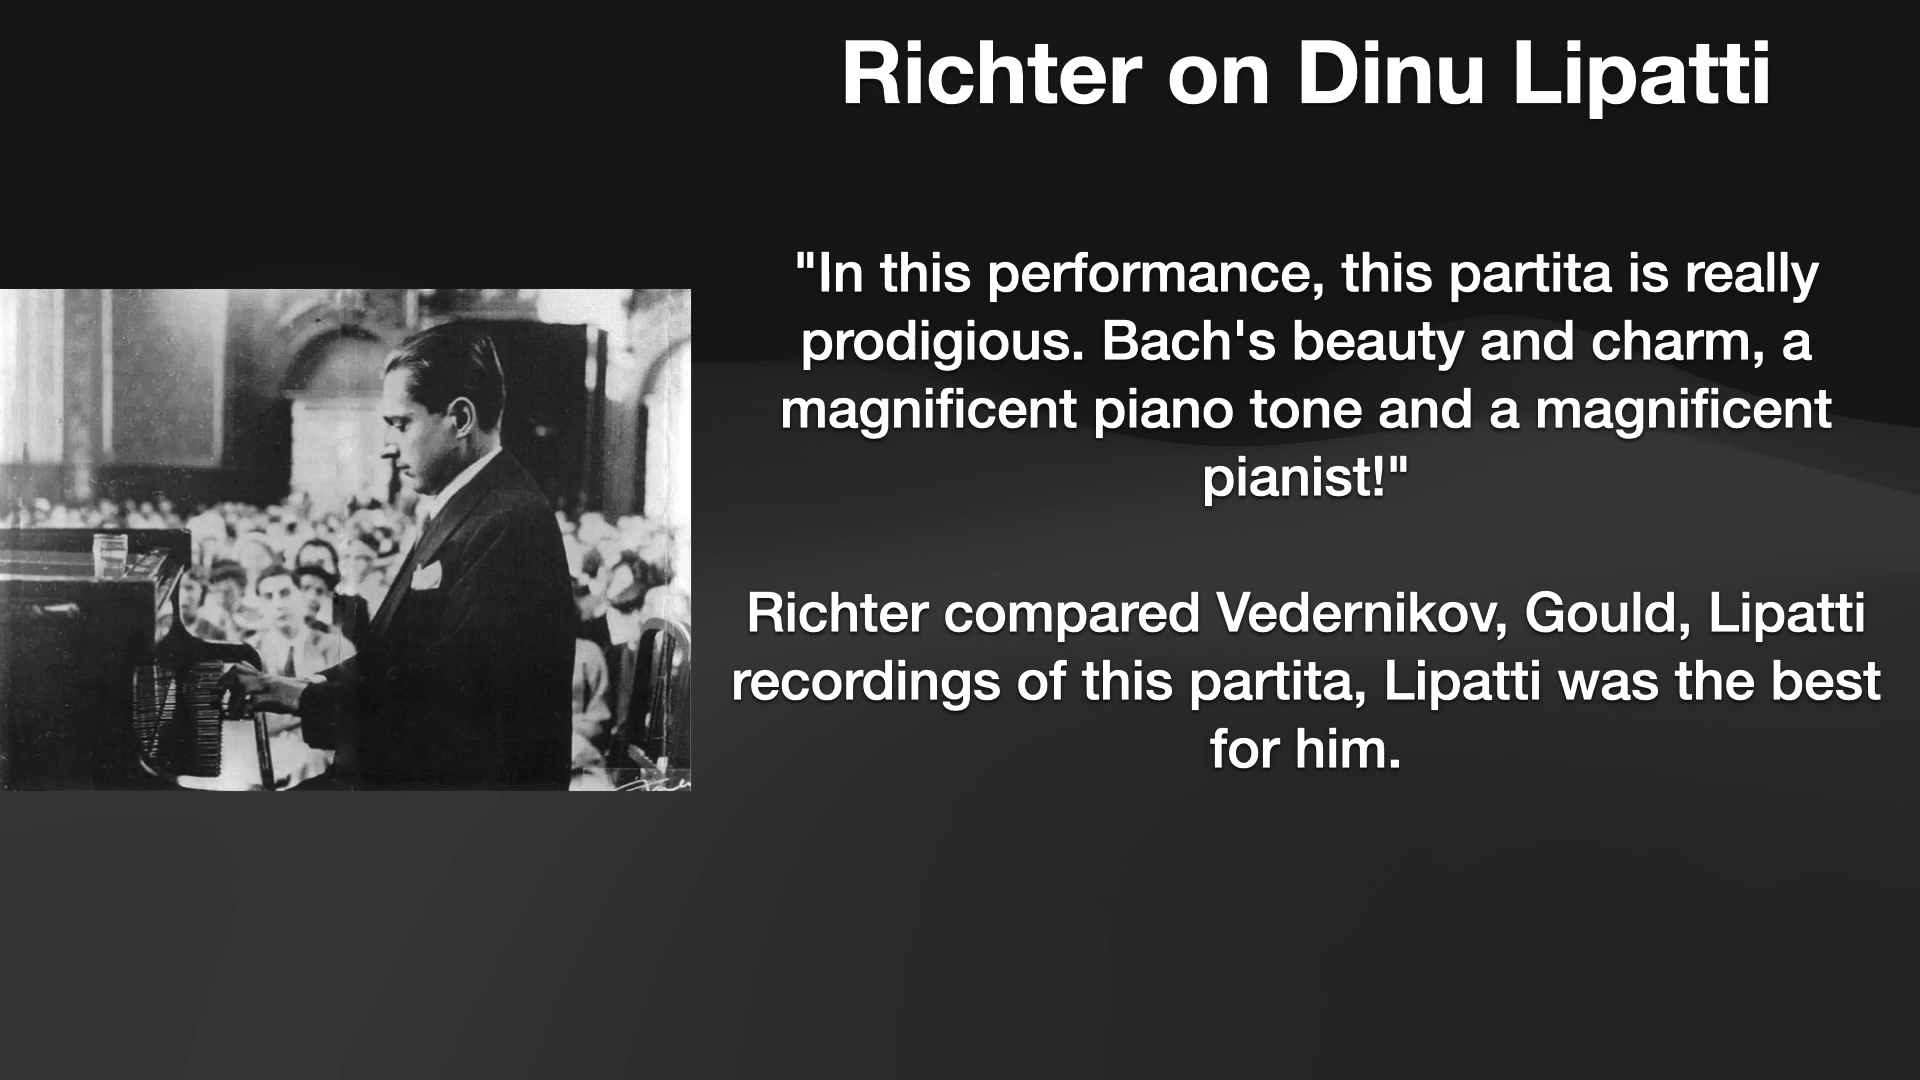 Richter on Dinu Lipatti
"In this performance, this partita is really
prodigious. Bach's beauty and charm, a
magnificent piano tone and a magnificent
pianist!"
Richter compared Vedernikov, Gould, Lipatti
recordings of this partita, Lipatti was the best
for him.